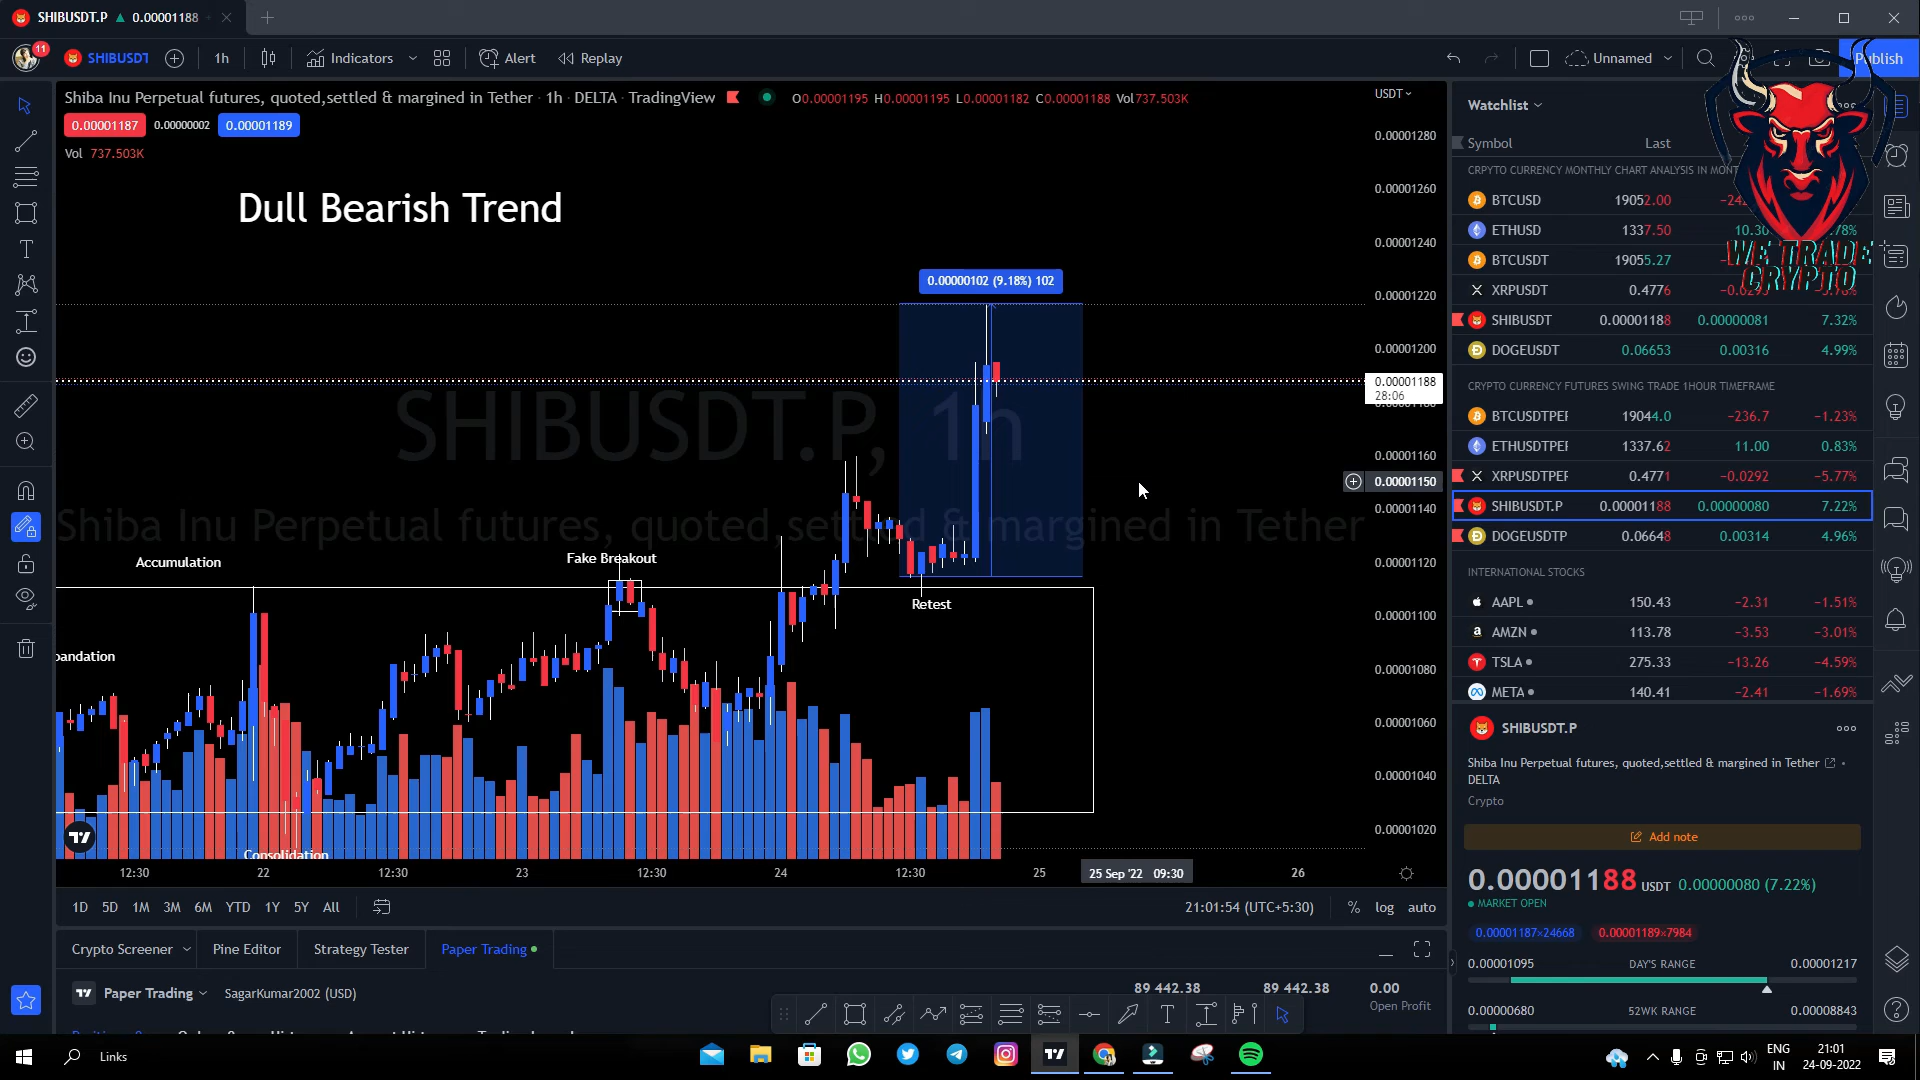 SHIBUSDT.P ▲ 0.00001188
11 SHIBUSDT 1h Indicators Alert Replay Unnamed Publish
Shiba Inu Perpetual futures, quoted,settled & margined in Tether · 1h · DELTA · TradingView O0.00001195 H0.00001195 L0.00001182 C0.00001188 Vol737.503K
0.00001187 0.00000002 0.00001189
Vol 737.503K
Dull Bearish Trend
0.00000102 (9.18%) 102
SHIBUSDT.P, 1h
Shiba Inu Perpetual futures, quoted settled & margined in Tether
Accumulation
Fake Breakout
Retest
Consolidation
USDT
0.00001280
0.00001260
0.00001240
0.00001220
0.00001200
0.00001188
28:06
0.00001160
0.00001150
0.00001140
0.00001120
0.00001100
0.00001080
0.00001060
0.00001040
0.00001020
12:30 22 12:30 23 12:30 24 12:30 25 25 Sep '22 09:30 26
1D 5D 1M 3M 6M YTD 1Y 5Y All
21:01:54 (UTC+5:30) % log auto
Crypto Screener Pine Editor Strategy Tester Paper Trading
Paper Trading SagarKumar2002 (USD)
89 442.38 89 442.38 0.00
Open Profit
Watchlist
Symbol Last
CRPYTO CURRENCY MONTHLY CHART ANALYSIS IN MONT
BTCUSD 19052.00
ETHUSD 1337.50 10.30
BTCUSDT 19055.27
XRPUSDT 0.4776
SHIBUSDT 0.00001188 0.00000081 7.32%
DOGEUSDT 0.06653 0.00316 4.99%
CRYPTO CURRENCY FUTURES SWING TRADE 1HOUR TIMEFRAME
BTCUSDTPER 19044.0 −236.7 −1.23%
ETHUSDTPER 1337.62 11.00 0.83%
XRPUSDTPER 0.4771 −0.0292 −5.77%
SHIBUSDT.P 0.00001188 0.00000080 7.22%
DOGEUSDTP 0.06648 0.00314 4.96%
INTERNATIONAL STOCKS
AAPL 150.43 −2.31 −1.51%
AMZN 113.78 −3.53 −3.01%
TSLA 275.33 −13.26 −4.59%
META 140.41 −2.41 −1.69%
WE TRADE
CRYPTO
SHIBUSDT.P
Shiba Inu Perpetual futures, quoted,settled & margined in Tether ·
DELTA
Crypto
Add note
0.00001188 USDT 0.00000080 (7.22%)
MARKET OPEN
0.00001187×24668 0.00001189×7984
0.00001095 DAY'S RANGE 0.00001217
0.00000680 52WK RANGE 0.00008843
Links
ENG
IN
21:01
24-09-2022